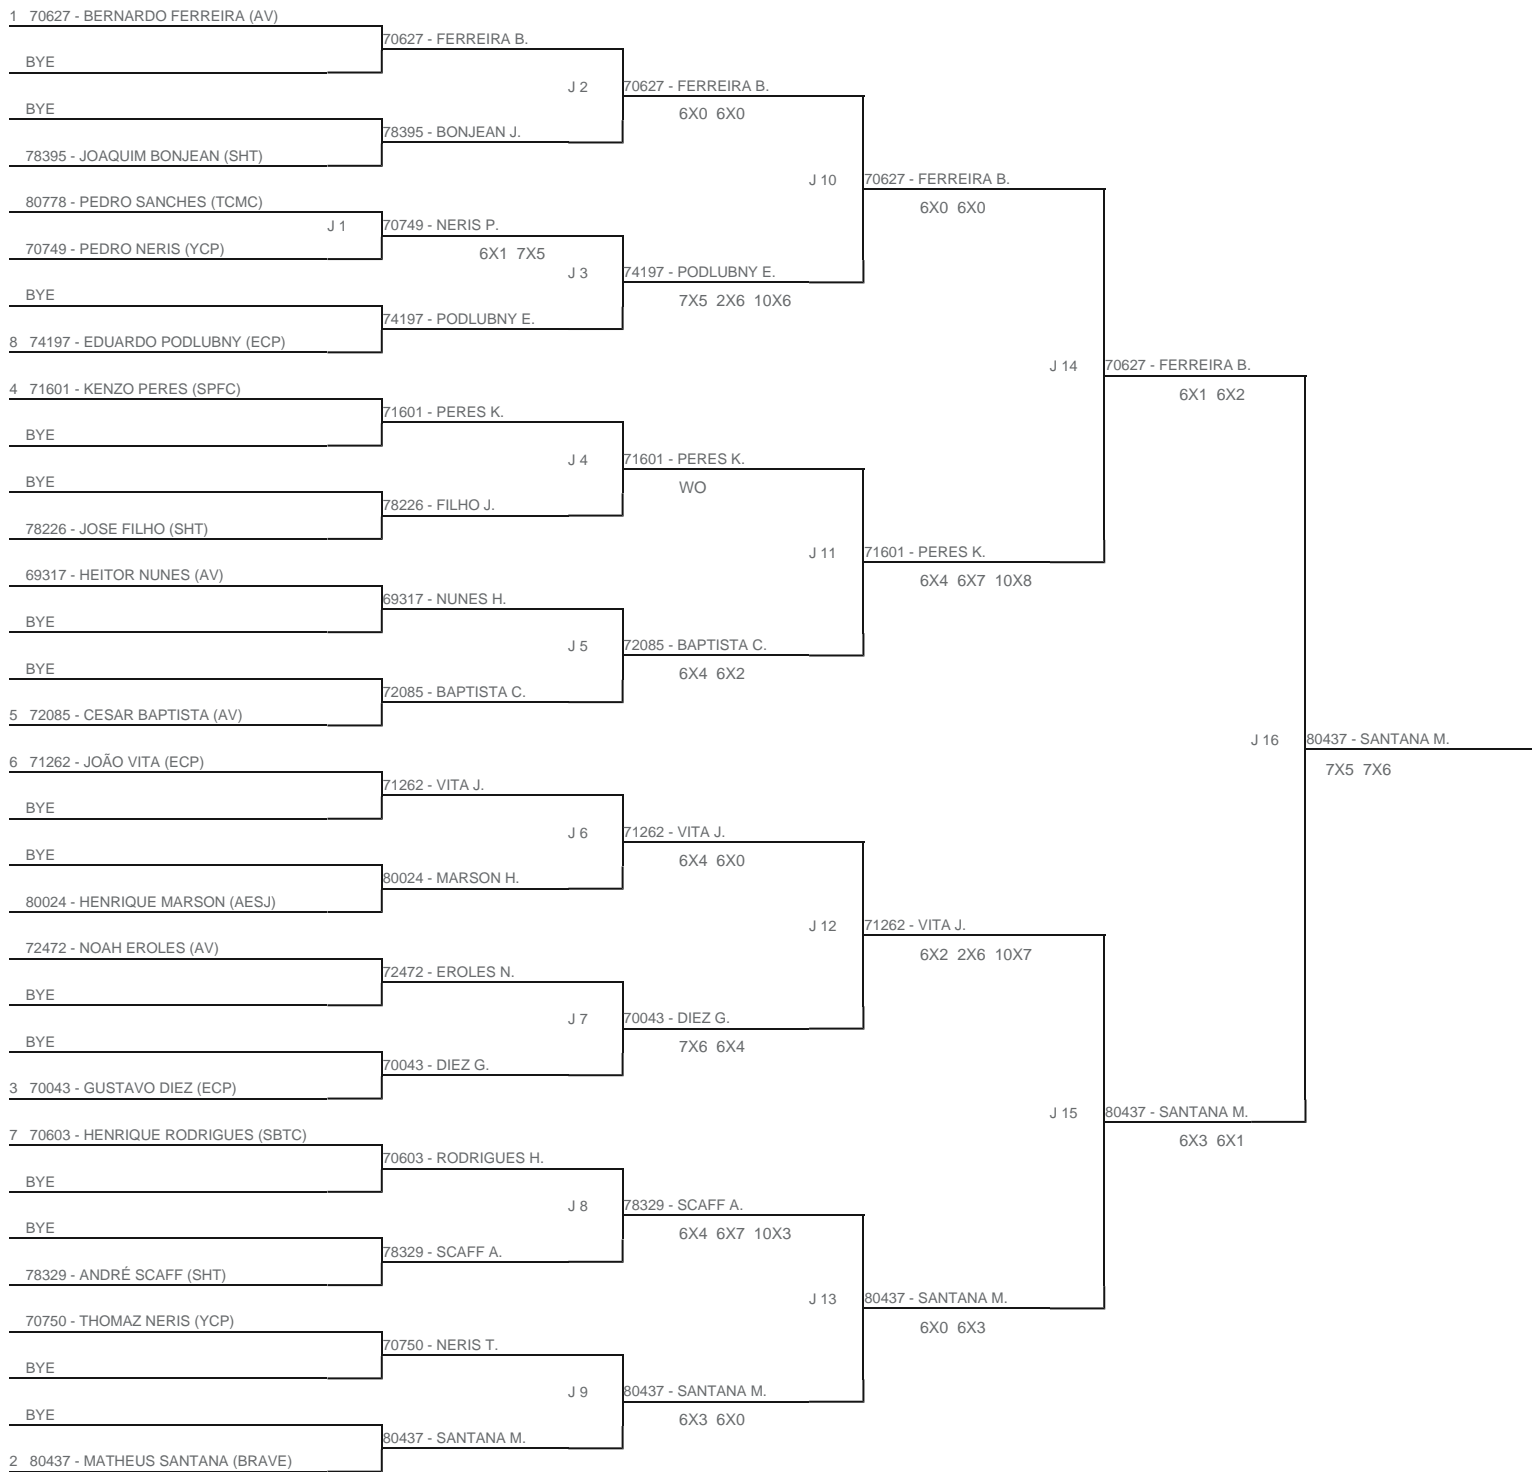 1 70627 - BERNARDO FERREIRA (AV)
70627 - FERREIRA B.
BYE
J 2
70627 - FERREIRA B.
6X0 6X0
BYE
78395 - BONJEAN J.
78395 - JOAQUIM BONJEAN (SHT)
J 10
70627 - FERREIRA B.
6X0 6X0
80778 - PEDRO SANCHES (TCMC)
J 1
70749 - NERIS P.
6X1 7X5
70749 - PEDRO NERIS (YCP)
J 3
74197 - PODLUBNY E.
7X5 2X6 10X6
BYE
74197 - PODLUBNY E.
8 74197 - EDUARDO PODLUBNY (ECP)
J 14
70627 - FERREIRA B.
6X1 6X2
4 71601 - KENZO PERES (SPFC)
71601 - PERES K.
BYE
J 4
71601 - PERES K.
WO
BYE
78226 - FILHO J.
78226 - JOSE FILHO (SHT)
J 11
71601 - PERES K.
6X4 6X7 10X8
69317 - HEITOR NUNES (AV)
69317 - NUNES H.
BYE
J 5
72085 - BAPTISTA C.
6X4 6X2
BYE
72085 - BAPTISTA C.
5 72085 - CESAR BAPTISTA (AV)
J 16
80437 - SANTANA M.
7X5 7X6
6 71262 - JOÃO VITA (ECP)
71262 - VITA J.
BYE
J 6
71262 - VITA J.
6X4 6X0
BYE
80024 - MARSON H.
80024 - HENRIQUE MARSON (AESJ)
J 12
71262 - VITA J.
6X2 2X6 10X7
72472 - NOAH EROLES (AV)
72472 - EROLES N.
BYE
J 7
70043 - DIEZ G.
7X6 6X4
BYE
70043 - DIEZ G.
3 70043 - GUSTAVO DIEZ (ECP)
J 15
80437 - SANTANA M.
6X3 6X1
7 70603 - HENRIQUE RODRIGUES (SBTC)
70603 - RODRIGUES H.
BYE
J 8
78329 - SCAFF A.
6X4 6X7 10X3
BYE
78329 - SCAFF A.
78329 - ANDRÉ SCAFF (SHT)
J 13
80437 - SANTANA M.
6X0 6X3
70750 - THOMAZ NERIS (YCP)
70750 - NERIS T.
BYE
J 9
80437 - SANTANA M.
6X3 6X0
BYE
80437 - SANTANA M.
2 80437 - MATHEUS SANTANA (BRAVE)